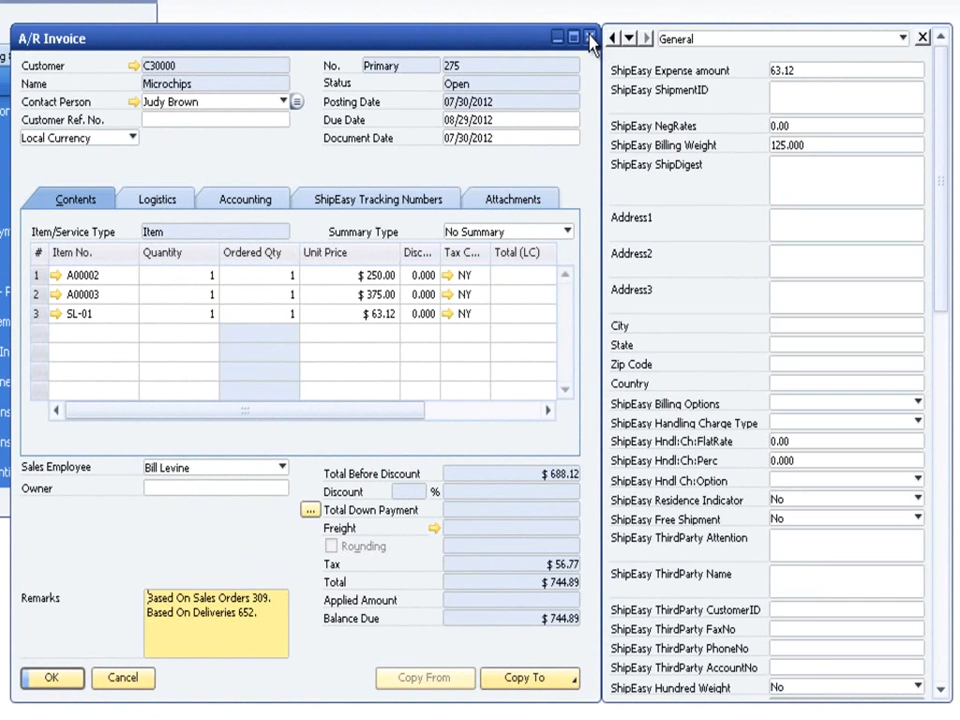 A/R Invoice
Customer C30000
Name Microchips
Contact Person Judy Brown
Customer Ref. No.
Local Currency
No. Primary 275
Status Open
Posting Date 07/30/2012
Due Date 08/29/2012
Document Date 07/30/2012
Contents Logistics Accounting ShipEasy Tracking Numbers Attachments
Item/Service Type Item Summary Type No Summary
# Item No. Quantity Ordered Qty Unit Price Disc... Tax C... Total (LC)
1 A00002 1 1 $ 250.00 0.000 NY
2 A00003 1 1 $ 375.00 0.000 NY
3 SL-01 1 1 $ 63.12 0.000 NY
Sales Employee Bill Levine
Owner
Total Before Discount $ 688.12
Discount %
... Total Down Payment
Freight
Rounding
Tax $ 56.77
Total $ 744.89
Applied Amount
Balance Due $ 744.89
Remarks
Based On Sales Orders 309.
Based On Deliveries 652.
OK Cancel Copy From Copy To
General
ShipEasy Expense amount 63.12
ShipEasy ShipmentID
ShipEasy NegRates 0.00
ShipEasy Billing Weight 125.000
ShipEasy ShipDigest
Address1
Address2
Address3
City
State
Zip Code
Country
ShipEasy Billing Options
ShipEasy Handling Charge Type
ShipEasy Hndl:Ch:FlatRate 0.00
ShipEasy Hndl:Ch:Perc 0.000
ShipEasy Hndl Ch:Option
ShipEasy Residence Indicator No
ShipEasy Free Shipment No
ShipEasy ThirdParty Attention
ShipEasy ThirdParty Name
ShipEasy ThirdParty CustomerID
ShipEasy ThirdParty FaxNo
ShipEasy ThirdParty PhoneNo
ShipEasy ThirdParty AccountNo
ShipEasy Hundred Weight No